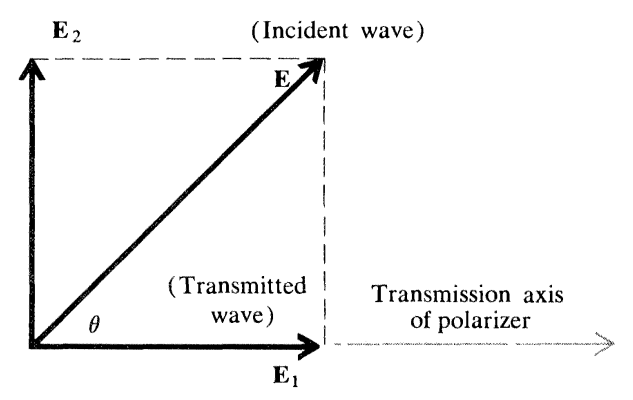 E2
(Incident wave)
E
(Transmitted
wave)
Transmission axis
of polarizer
θ
E1